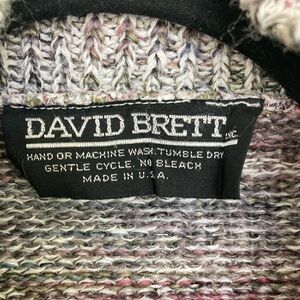 DAVID BRETT INC.
HAND OR MACHINE WASH. TUMBLE DRY
GENTLE CYCLE. NO BLEACH
MADE IN U.S.A.